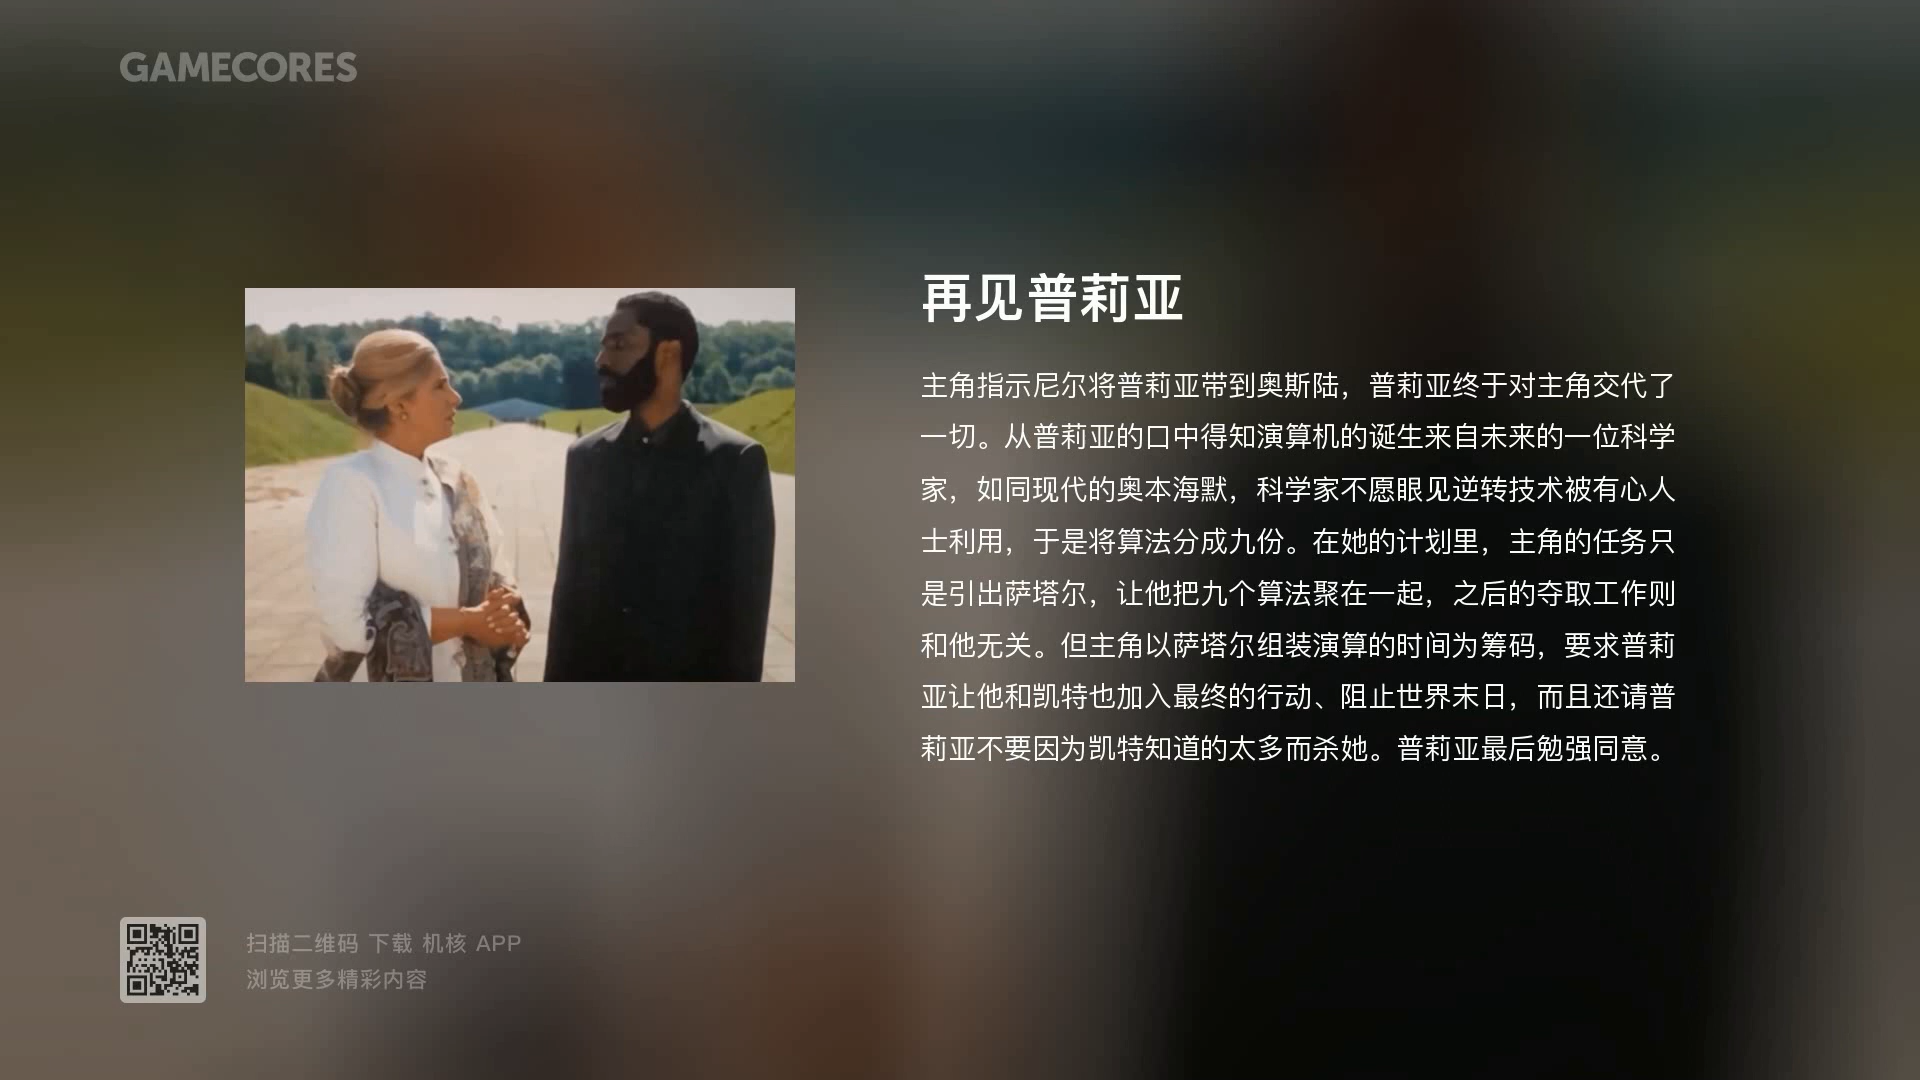 GAMECORES
再见普莉亚
主角指示尼尔将普莉亚带到奥斯陆，普莉亚终于对主角交代了
一切。从普莉亚的口中得知演算机的诞生来自未来的一位科学
家，如同现代的奥本海默，科学家不愿眼见逆转技术被有心人
士利用，于是将算法分成九份。在她的计划里，主角的任务只
是引出萨塔尔，让他把九个算法聚在一起，之后的夺取工作则
和他无关。但主角以萨塔尔组装演算的时间为筹码，要求普莉
亚让他和凯特也加入最终的行动、阻止世界末日，而且还请普
莉亚不要因为凯特知道的太多而杀她。普莉亚最后勉强同意。
扫描二维码 下载 机核 APP
浏览更多精彩内容